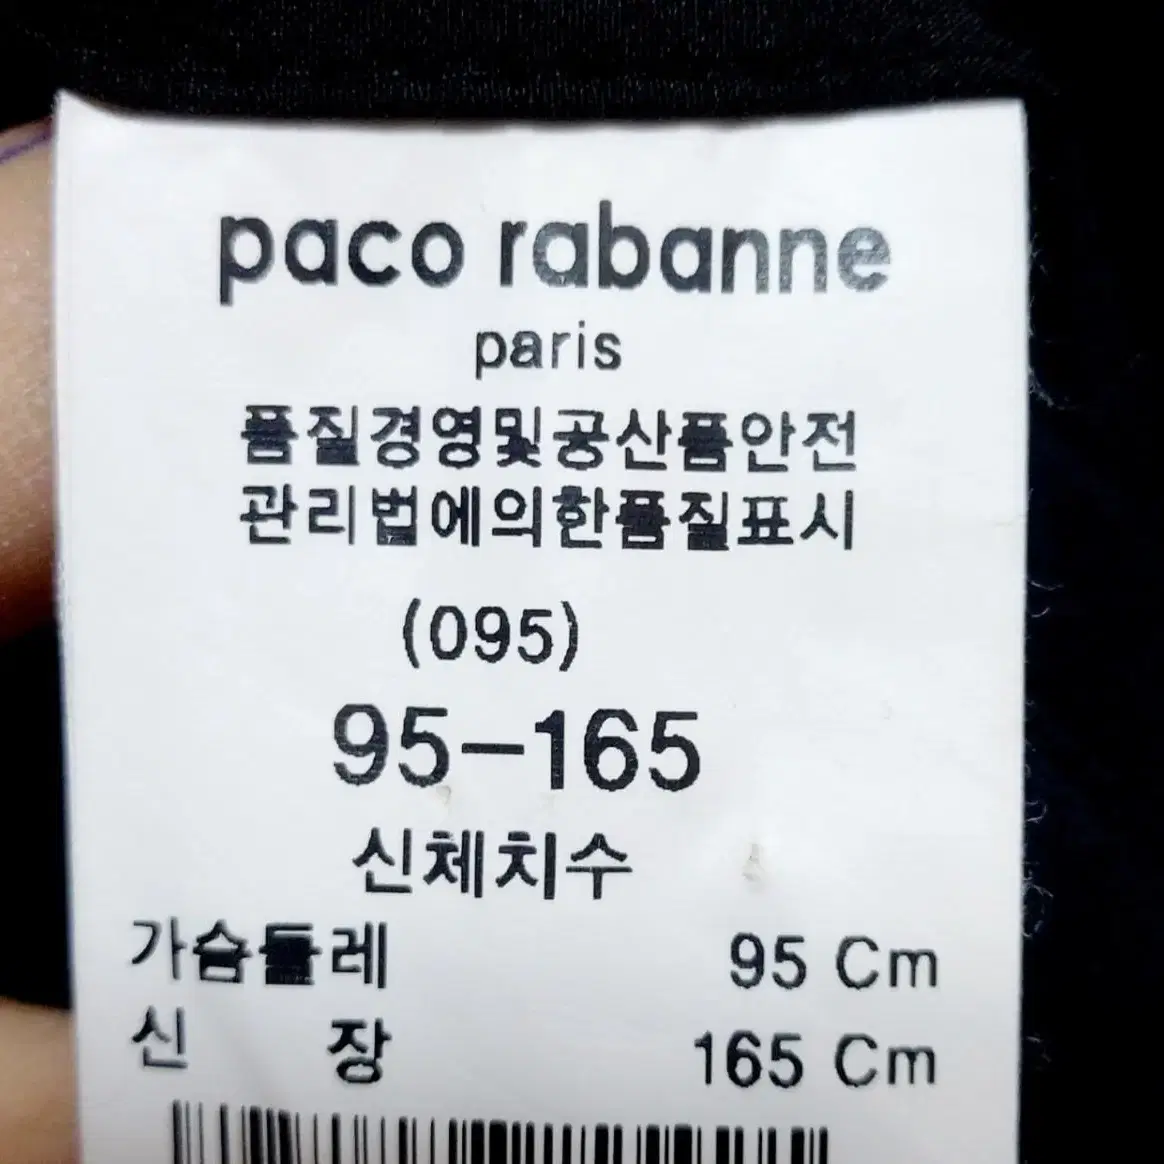 paco rabanne
paris
품질경영및공산품안전
관리법에의한품질표시
(095)
95-165
신체치수
가슴둘레 95 Cm
신 장 165 Cm